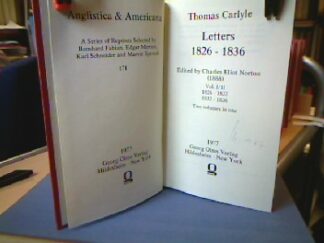 Anglistica & Americana
A Series of Reprints Selected by
Bernhard Fabian, Edgar Mertner,
Karl Schneider and Marvin Spevack
178
1977
Georg Olms Verlag
Hildesheim · New York
Thomas Carlyle
Letters
1826 - 1836
Edited by Charles Eliot Norton
(1888)
Vol. I/II
1826 - 1832
1832 - 1836
Two volumes in one
1977
Georg Olms Verlag
Hildesheim · New York